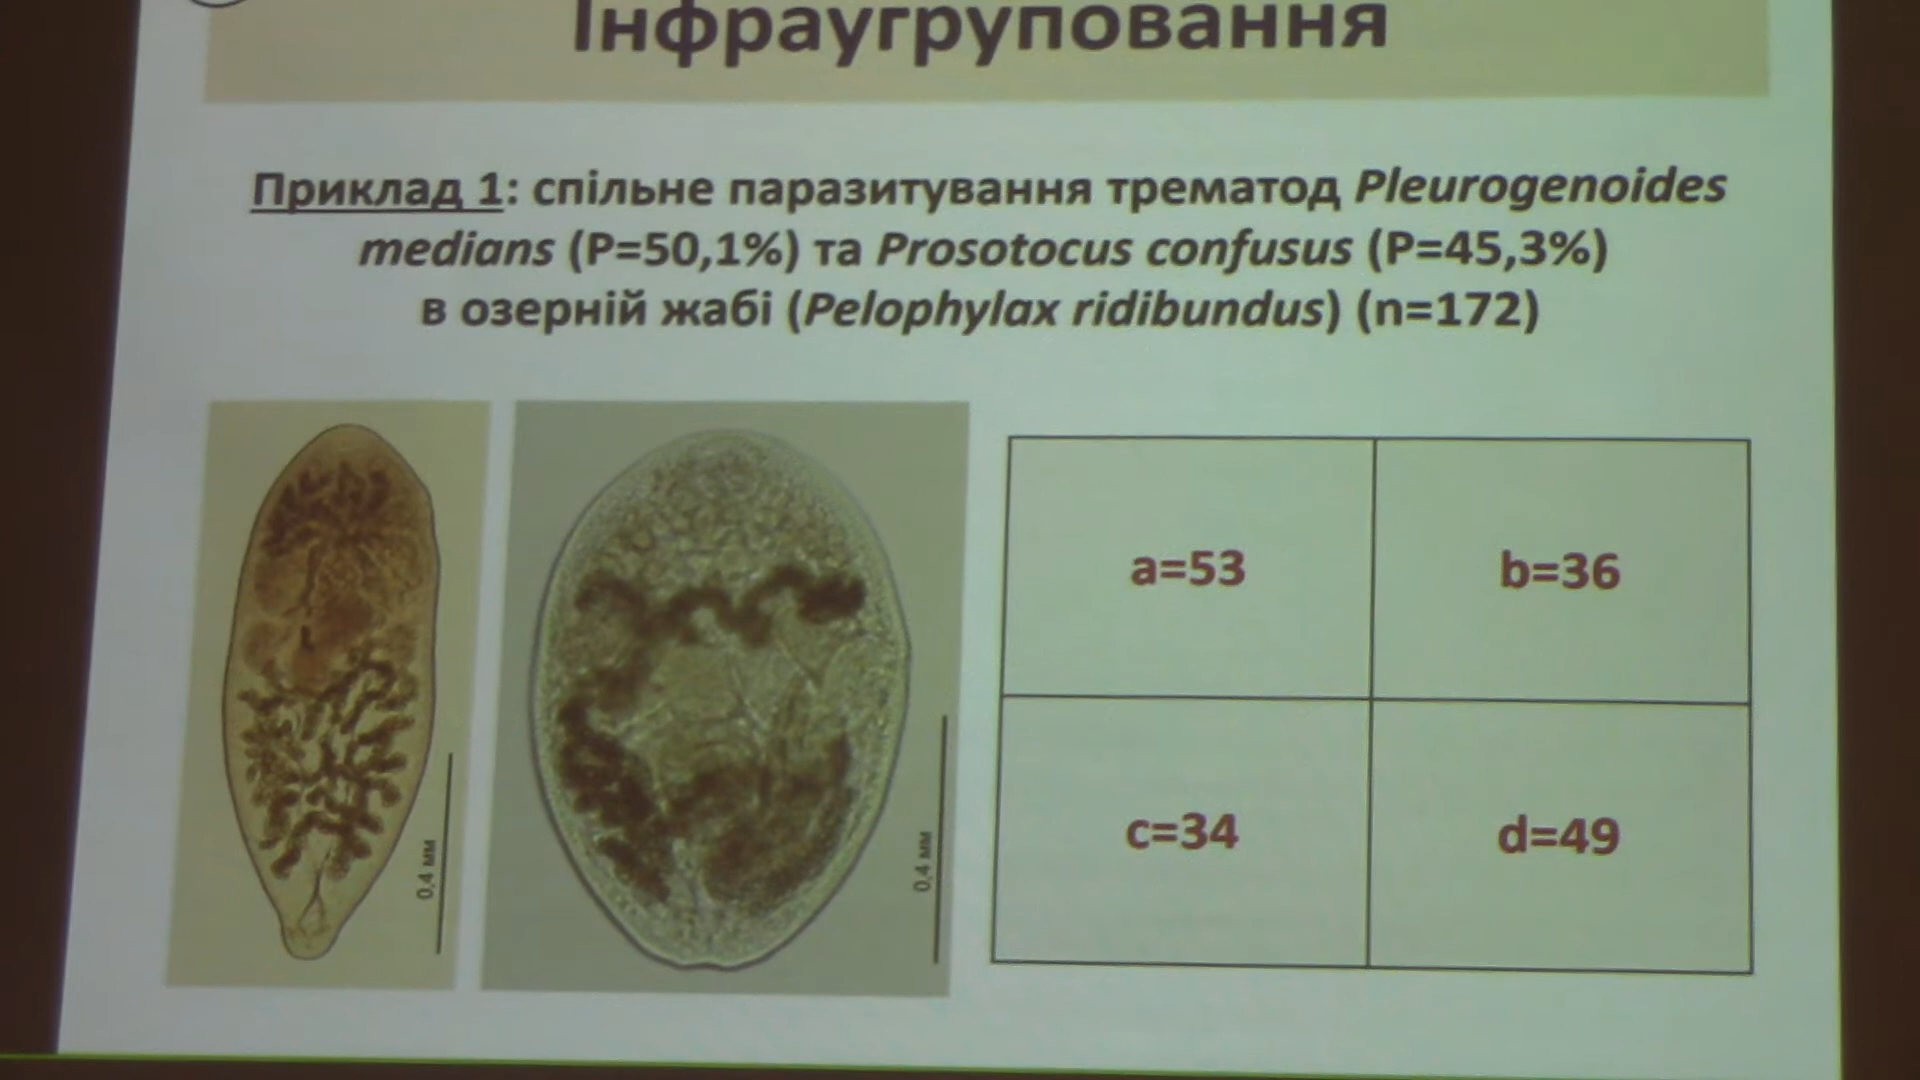 Інфраугруповання
Приклад 1: спільне паразитування трематод Pleurogenoides
medians (P=50,1%) та Prosotocus confusus (P=45,3%)
в озерній жабі (Pelophylax ridibundus) (n=172)
0,4 мм
0,4 мм
a=53
b=36
c=34
d=49